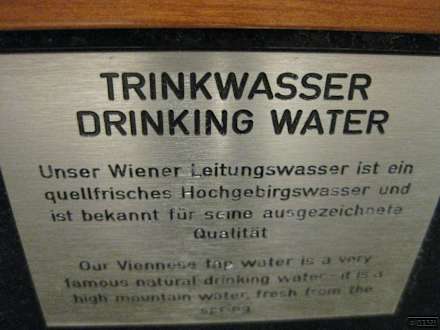 TRINKWASSER
DRINKING WATER
Unser Wiener Leitungswasser ist ein
quellfrisches Hochgebirgswasser und
ist bekannt für seine ausgezeichnete
Qualität
Our Viennese tap water is a very
famous natural drinking water - it is a
high mountain water, fresh from the
spring